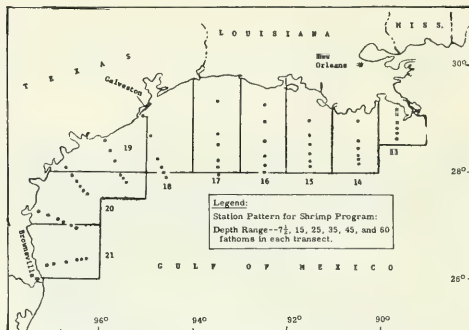 LOUISIANA
MISS.
TEXAS
New
Orleans
30°
Galveston
28°
19
18
17
16
15
14
13
20
Legend:
Station Pattern for Shrimp Program:
Depth Range--7½, 15, 25, 35, 45, and 60
fathoms in each transect.
Brownsville
21
GULF OF MEXICO
26°
96°
94°
92°
90°